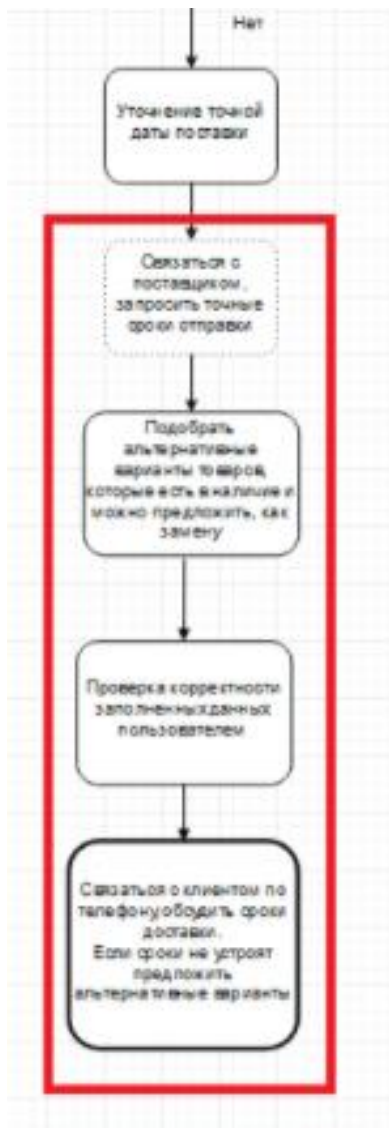 Нет
Уточнение точной
даты поставки
Связаться с
поставщиком,
запросить точные
сроки отправки
Подобрать
альтернативные
варианты товаров,
которые есть в наличие и
можно предложить, как
замену
Проверка корректности
заполненных данных
пользователем
Связаться с клиентом по
телефону, обсудить сроки
доставки.
Если сроки не устроят
предложить
альтернативные варианты